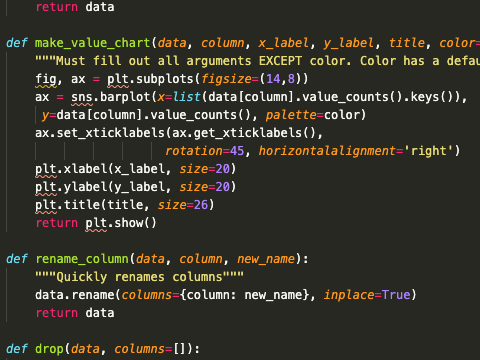 return data
def make_value_chart(data, column, x_label, y_label, title, color=
"""Must fill out all arguments EXCEPT color. Color has a defau
fig, ax = plt.subplots(figsize=(14,8))
ax = sns.barplot(x=list(data[column].value_counts().keys()),
y=data[column].value_counts(), palette=color)
ax.set_xticklabels(ax.get_xticklabels(),
rotation=45, horizontalalignment='right')
plt.xlabel(x_label, size=20)
plt.ylabel(y_label, size=20)
plt.title(title, size=26)
return plt.show()
def rename_column(data, column, new_name):
"""Quickly renames columns"""
data.rename(columns={column: new_name}, inplace=True)
return data
def drop(data, columns=[]):